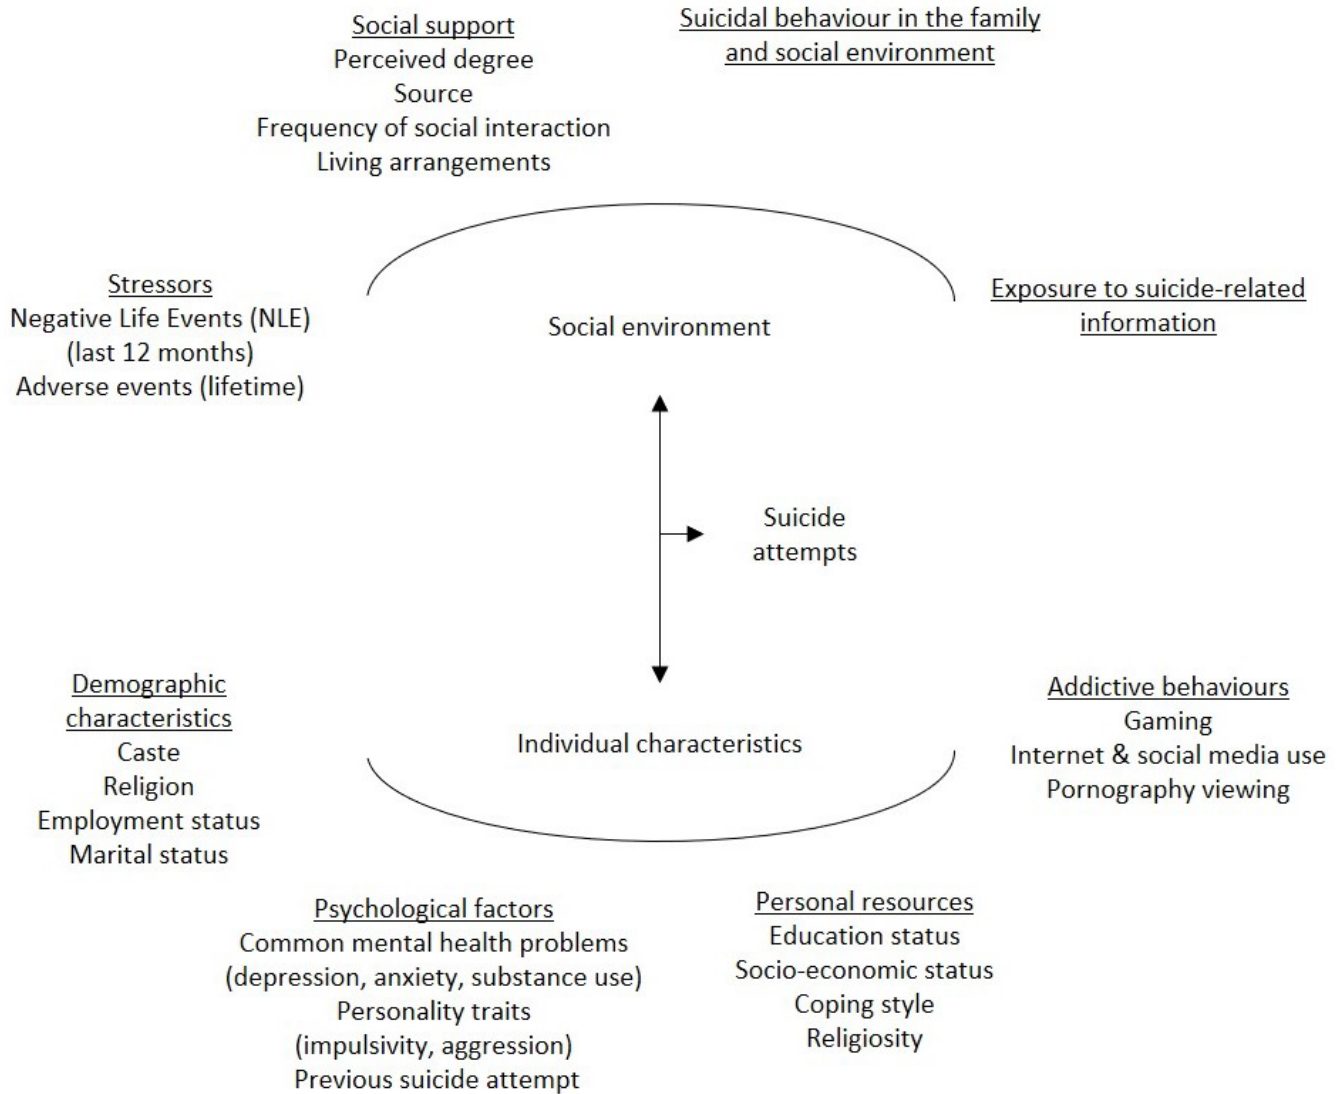 Social support
Perceived degree
Source
Frequency of social interaction
Living arrangements
Suicidal behaviour in the family
and social environment
Stressors
Negative Life Events (NLE)
(last 12 months)
Adverse events (lifetime)
Social environment
Exposure to suicide-related
information
Suicide
attempts
Demographic
characteristics
Caste
Religion
Employment status
Marital status
Individual characteristics
Addictive behaviours
Gaming
Internet & social media use
Pornography viewing
Psychological factors
Common mental health problems
(depression, anxiety, substance use)
Personality traits
(impulsivity, aggression)
Previous suicide attempt
Personal resources
Education status
Socio-economic status
Coping style
Religiosity